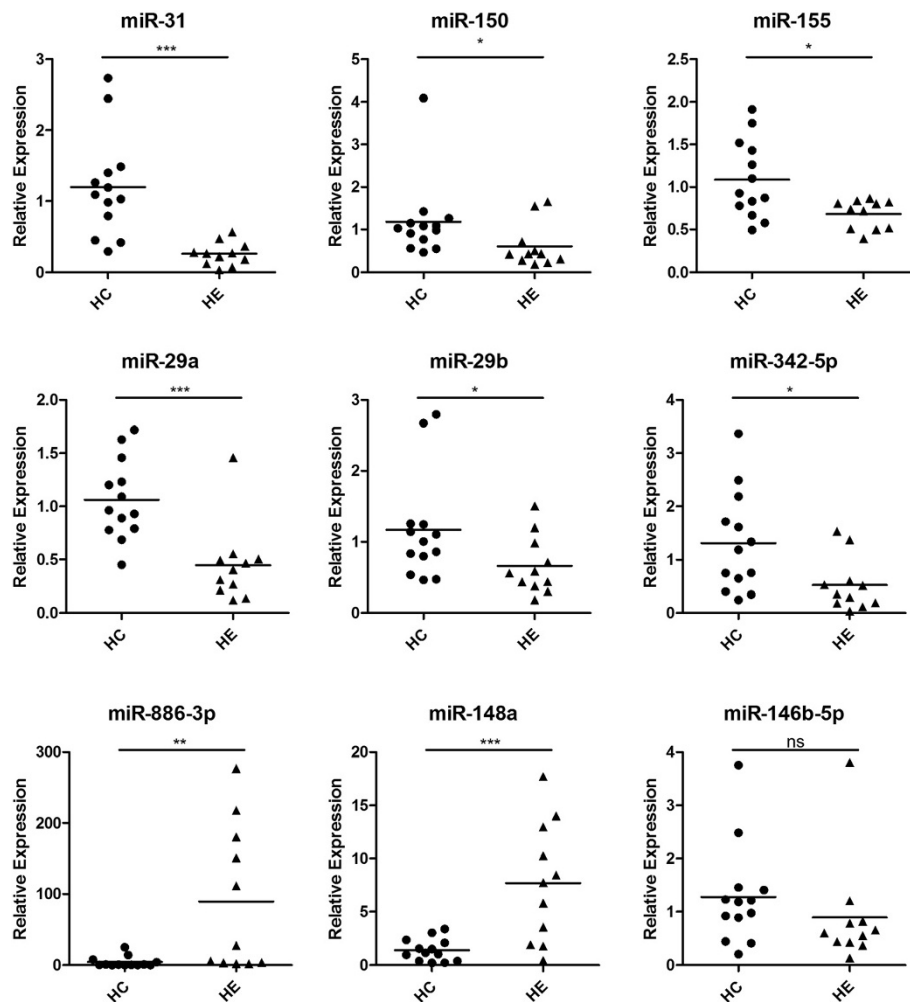 miR-31
***
Relative Expression
3
2
1
0
HC
HE
miR-150
*
Relative Expression
5
4
3
2
1
0
HC
HE
miR-155
*
Relative Expression
2.5
2.0
1.5
1.0
0.5
0.0
HC
HE
miR-29a
***
Relative Expression
2.0
1.5
1.0
0.5
0.0
HC
HE
miR-29b
*
Relative Expression
3
2
1
0
HC
HE
miR-342-5p
*
Relative Expression
4
3
2
1
0
HC
HE
miR-886-3p
**
Relative Expression
300
200
100
0
HC
HE
miR-148a
***
Relative Expression
20
15
10
5
0
HC
HE
miR-146b-5p
ns
Relative Expression
4
3
2
1
0
HC
HE